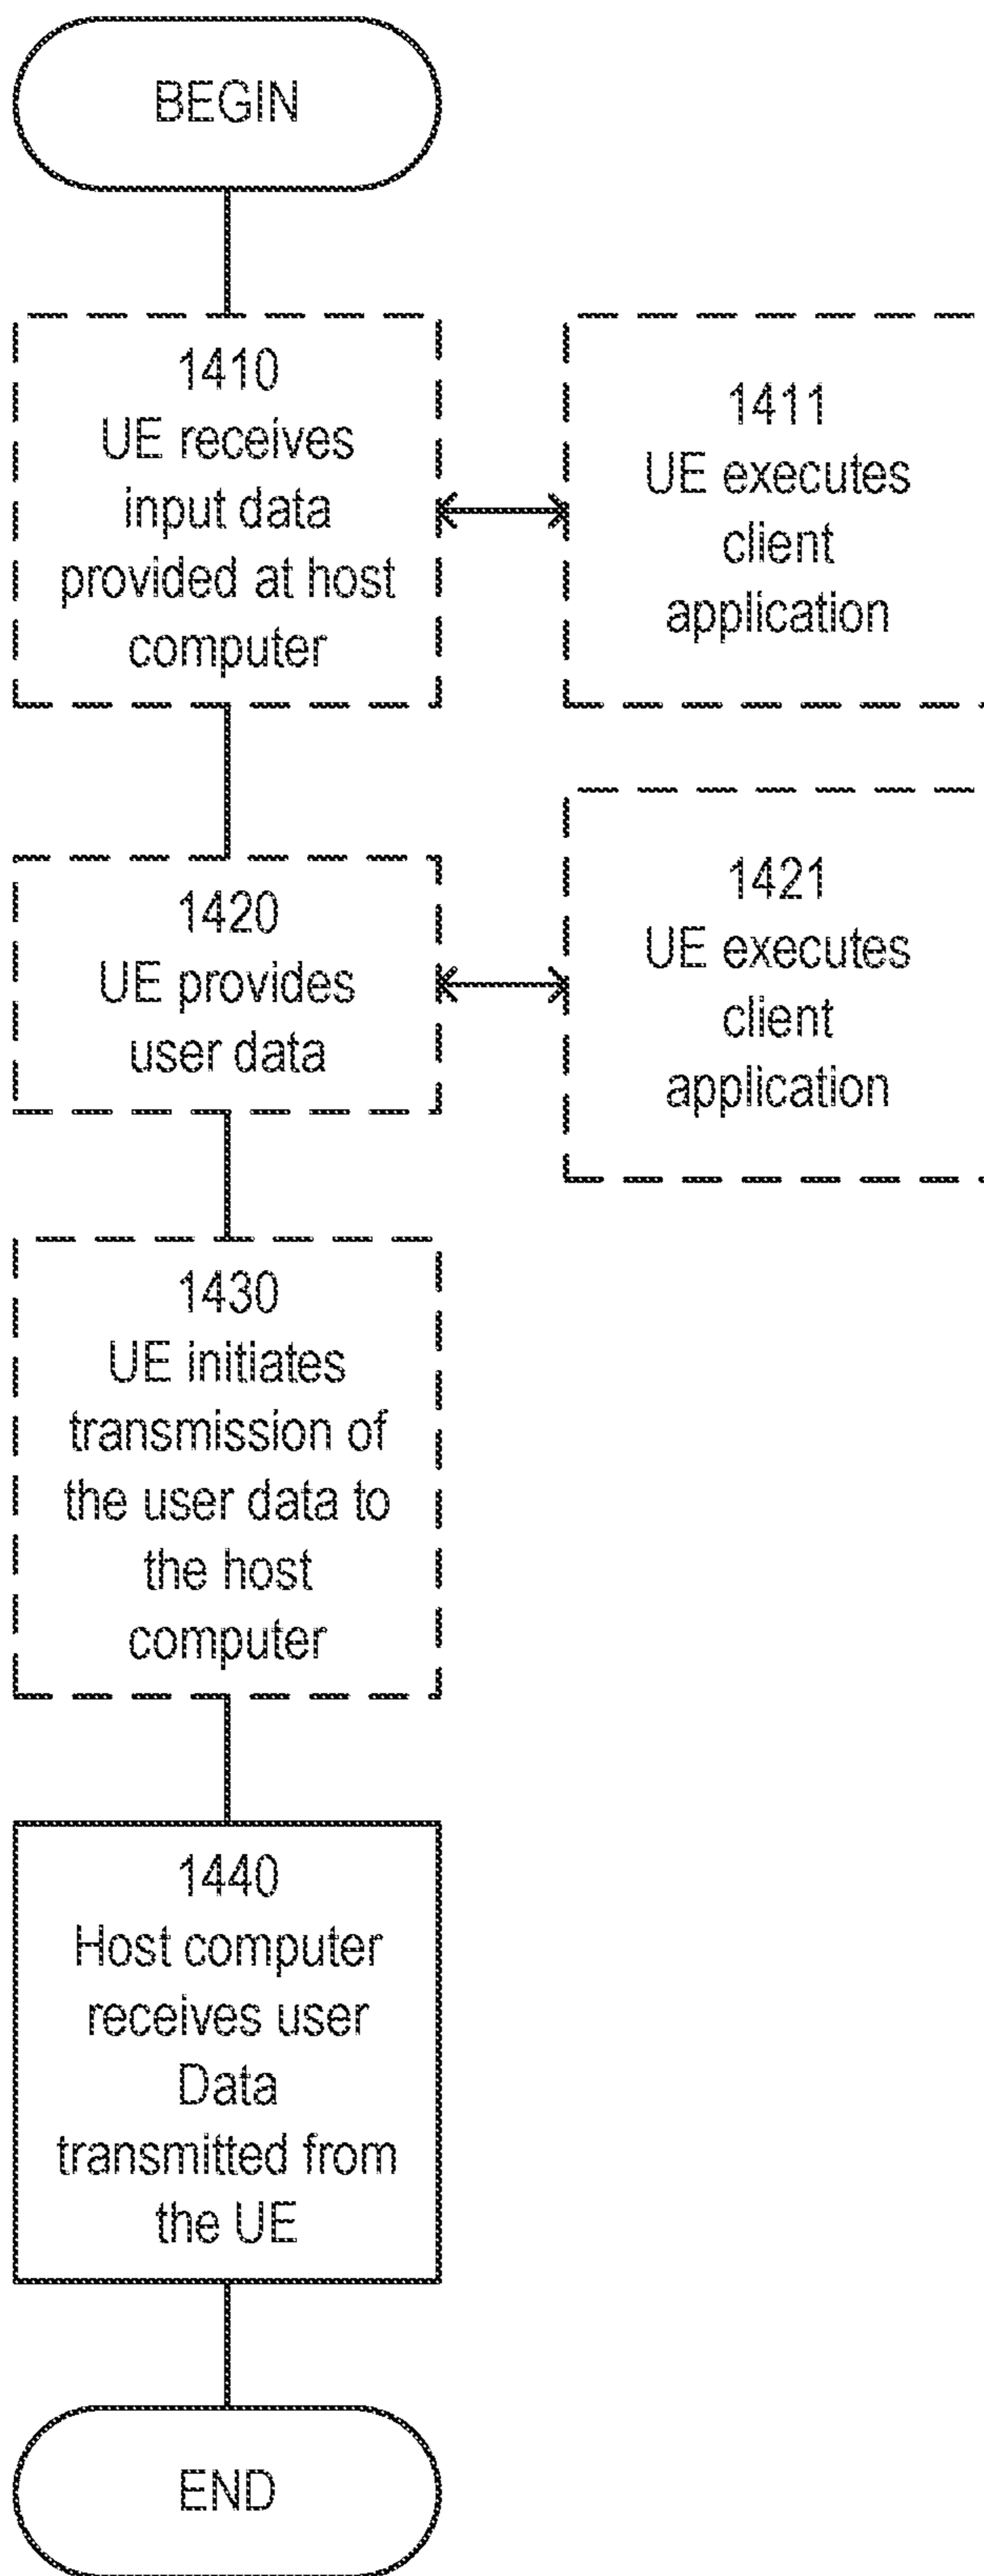 BEGIN
1410
UE receives
input data
provided at host
computer
1411
UE executes
client
application
1420
UE provides
user data
1421
UE executes
client
application
1430
UE initiates
transmission of
the user data to
the host
computer
1440
Host computer
receives user
Data
transmitted from
the UE
END